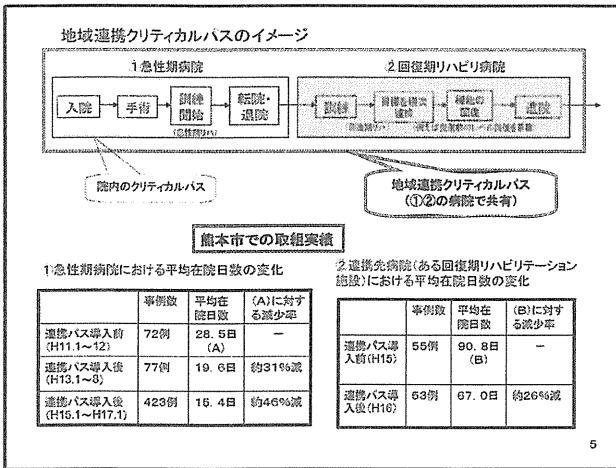 地域連携クリティカルパスのイメージ
①急性期病院
入院
手術
訓練
開始
転院・
退院
(急性期リハ)
②回復期リハビリ病院
訓練
退院
院内のクリティカルパス
地域連携クリティカルパス
(①②の病院で共有)
熊本市での取組実績
①急性期病院における平均在院日数の変化
事例数 平均在院日数 (A)に対する減少率
連携パス導入前(H11.1~12) 72例 28.5日(A) ー
連携パス導入後(H13.1~8) 77例 19.6日 約31%減
連携パス導入後(H15.1~H17.1) 423例 15.4日 約46%減
②連携先病院(ある回復期リハビリテーション
施設)における平均在院日数の変化
事例数 平均在院日数 (B)に対する減少率
連携パス導入前(H15) 55例 90.8日(B) ー
連携パス導入後(H16) 53例 67.0日 約26%減
5